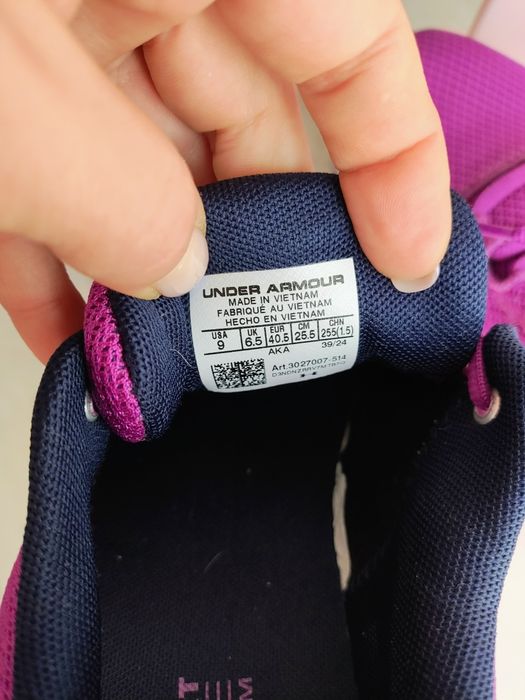 UNDER ARMOUR
MADE IN VIETNAM
FABRIQUÉ AU VIETNAM
HECHO EN VIETNAM
USA UK EUR CM CHN
9 6.5 40.5 25.5 255(1.5)
AKA 39/24
Art.3027007-514